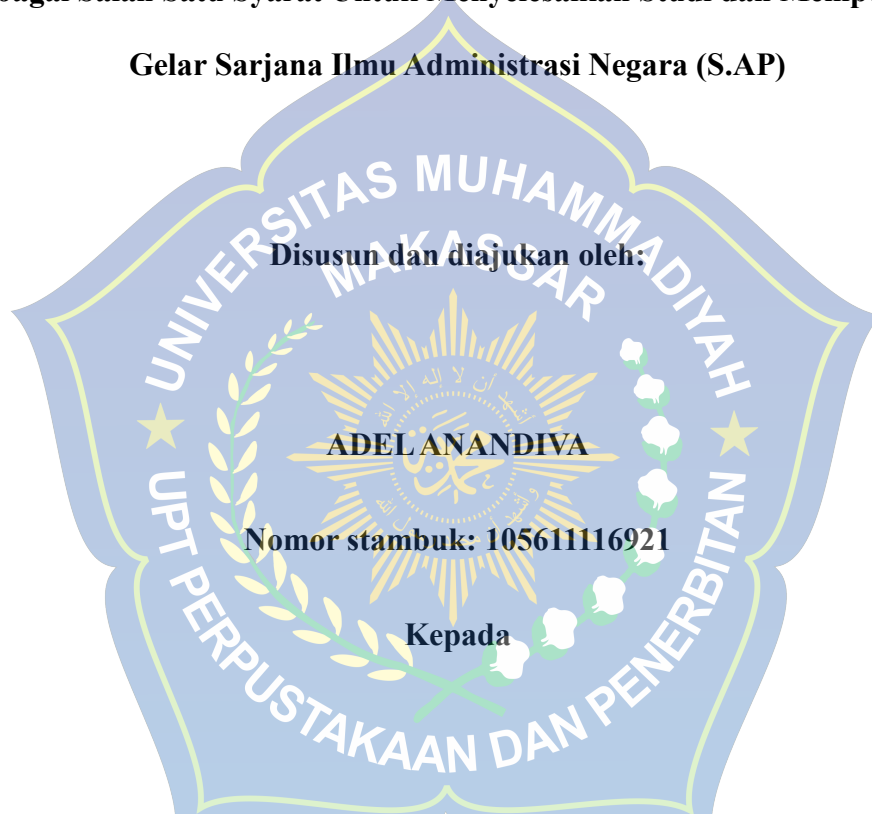 Gelar Sarjana Ilmu Administrasi Negara (S.AP)
UNIVERSITAS MUHAMMADIYAH
MAKASSAR
Disusun dan diajukan oleh:
ADEL ANANDIVA
Nomor stambuk: 105611116921
Kepada
UPT PERPUSTAKAAN DAN PENERBITAN